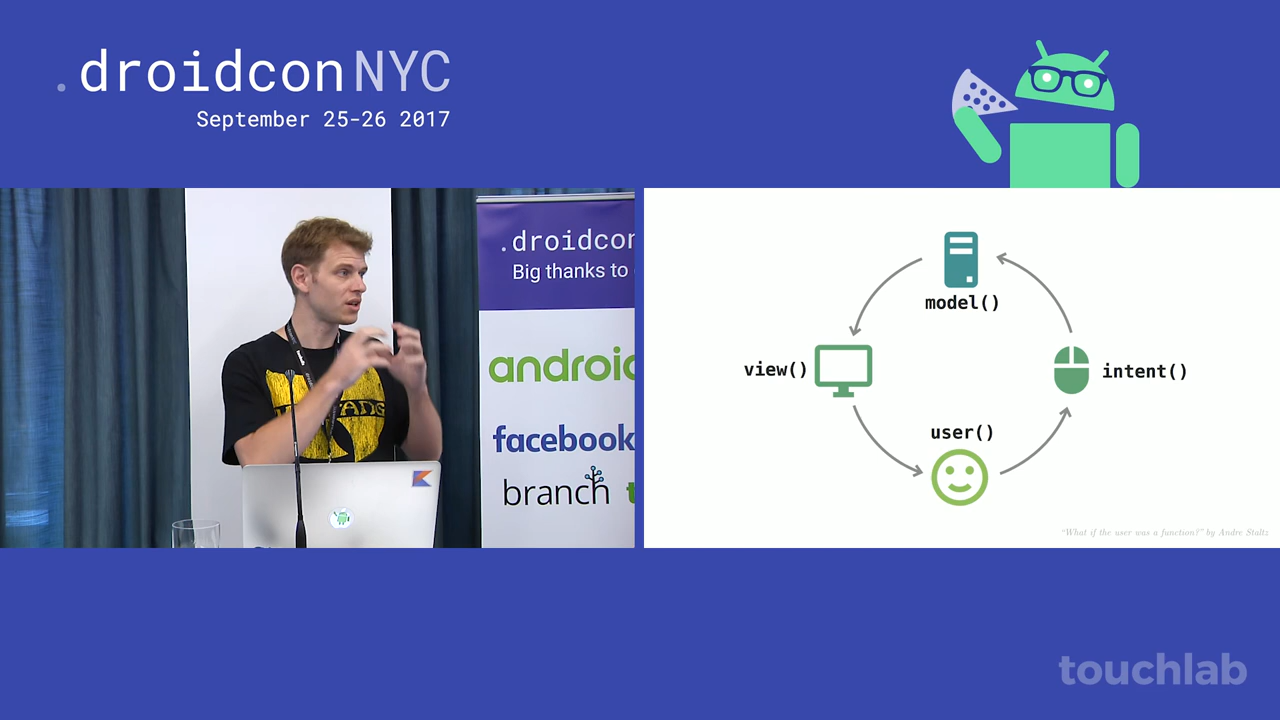 .droidcon NYC
September 25-26 2017
.droidcon
Big thanks to
android
facebook
branch
model()
view()
intent()
user()
"What if the user was a function?" by Andre Staltz
touchlab